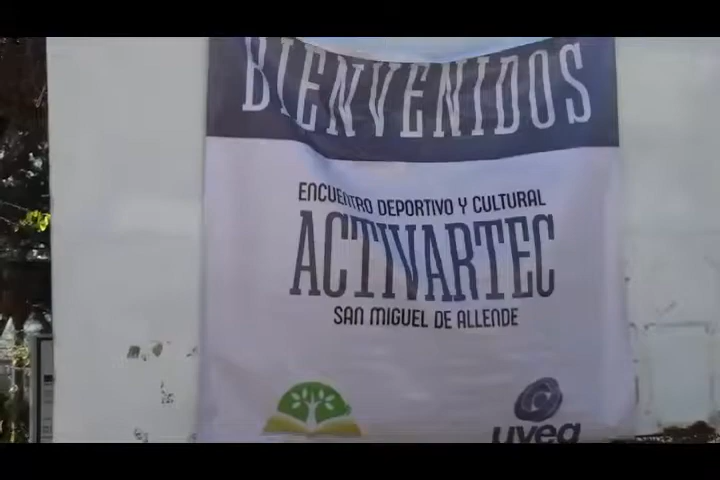 BIENVENIDOS
ENCUENTRO DEPORTIVO Y CULTURAL
ACTIVARTEC
SAN MIGUEL DE ALLENDE
uveg